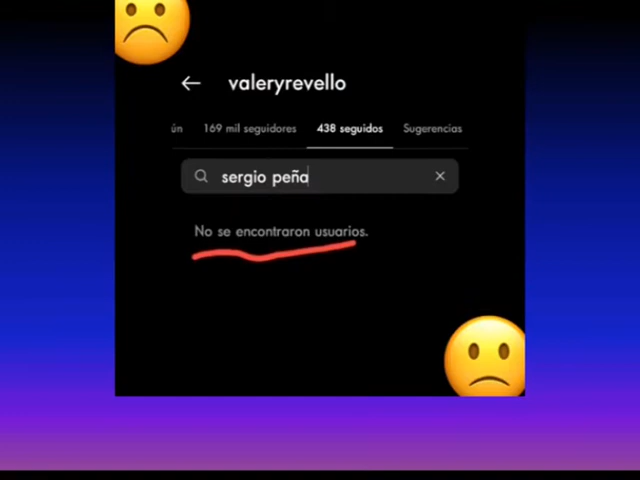 valeryrevello
ún 169 mil seguidores 438 seguidos Sugerencias
sergio peña
No se encontraron usuarios.